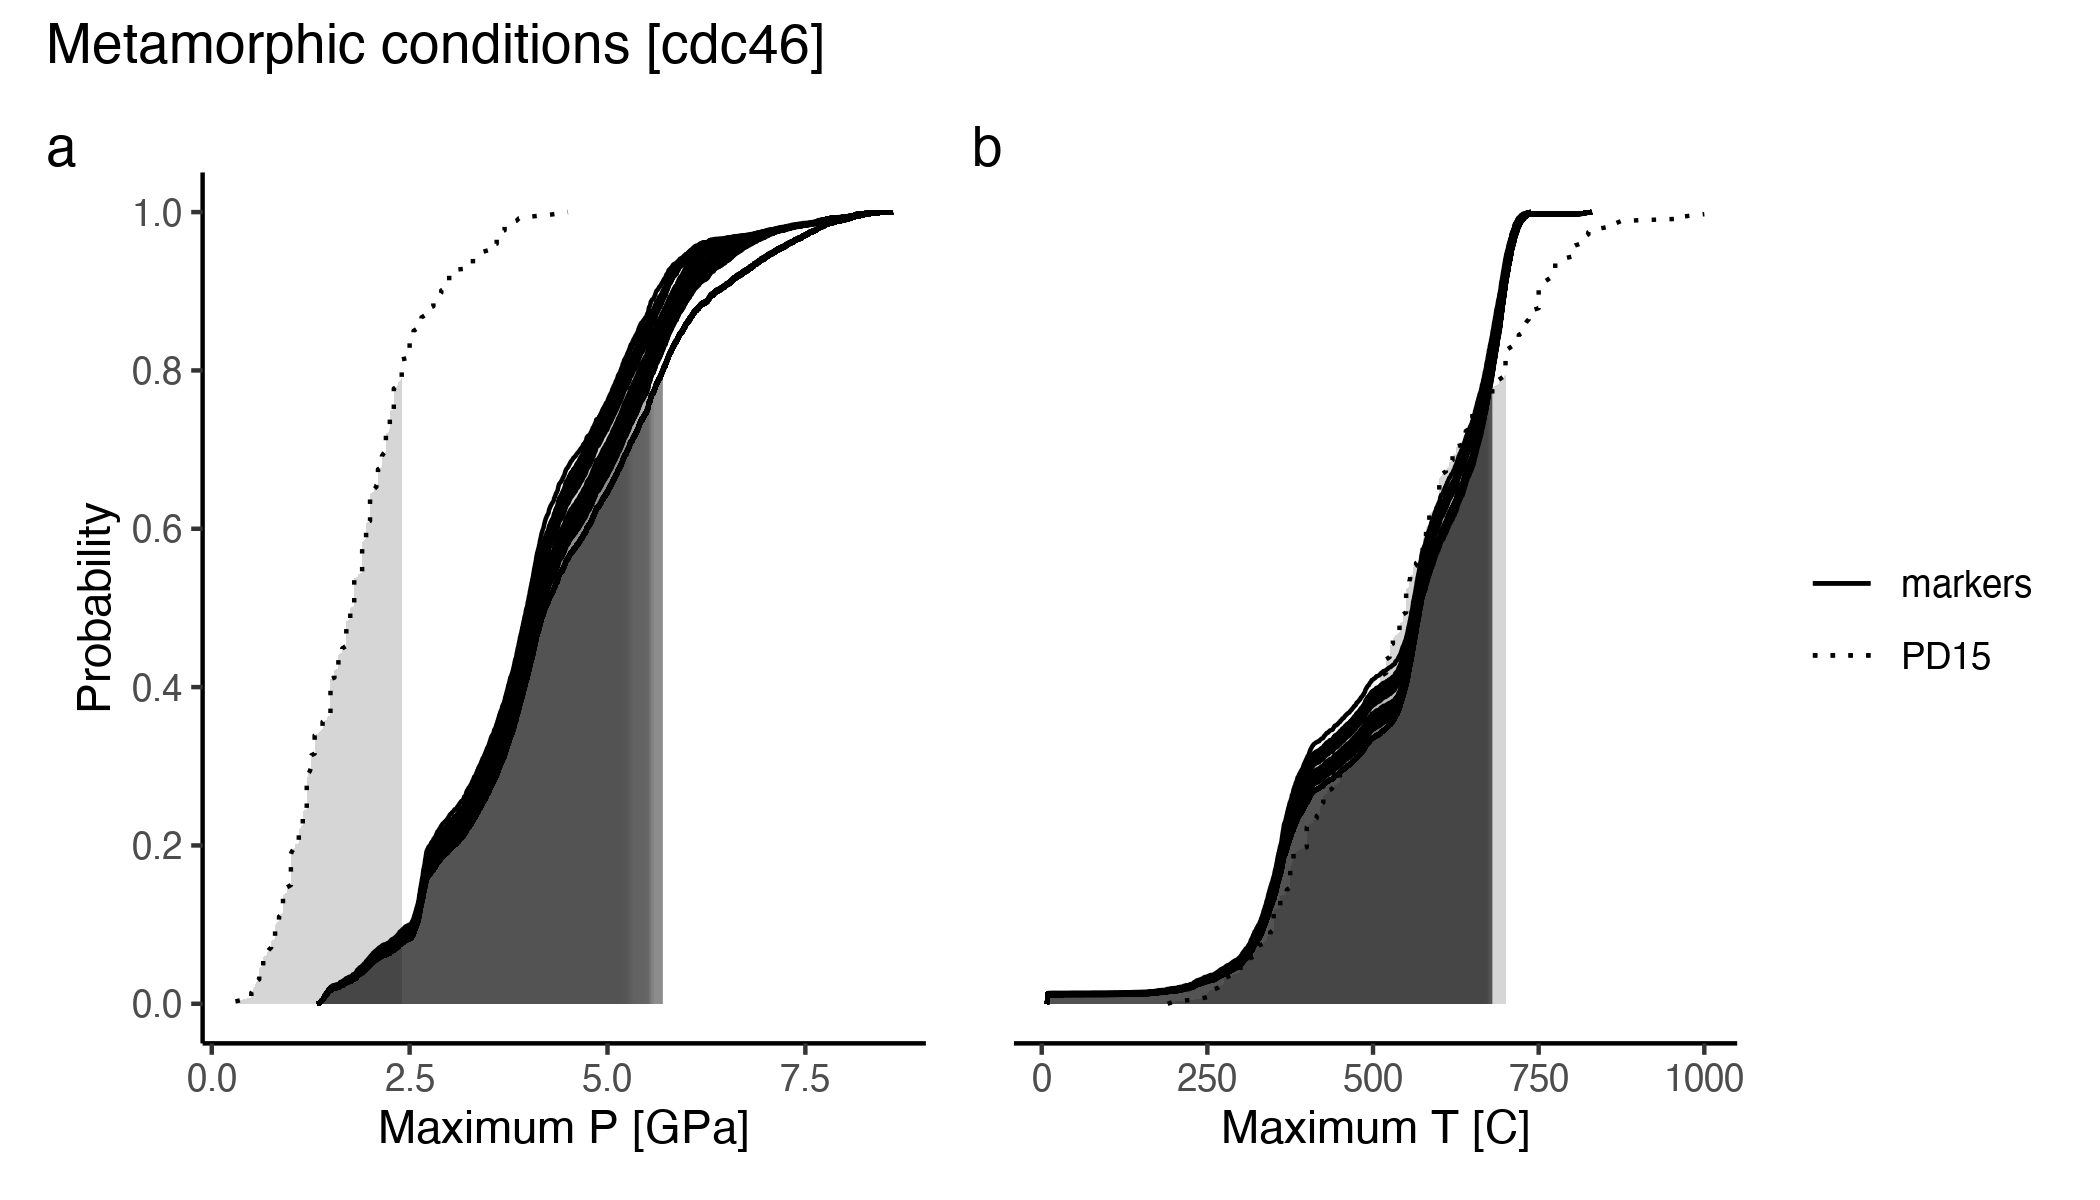 Metamorphic conditions [cdc46]
a
b
Probability
1.0
0.8
0.6
0.4
0.2
0.0
0.0 2.5 5.0 7.5
Maximum P [GPa]
0 250 500 750 1000
Maximum T [C]
markers
PD15